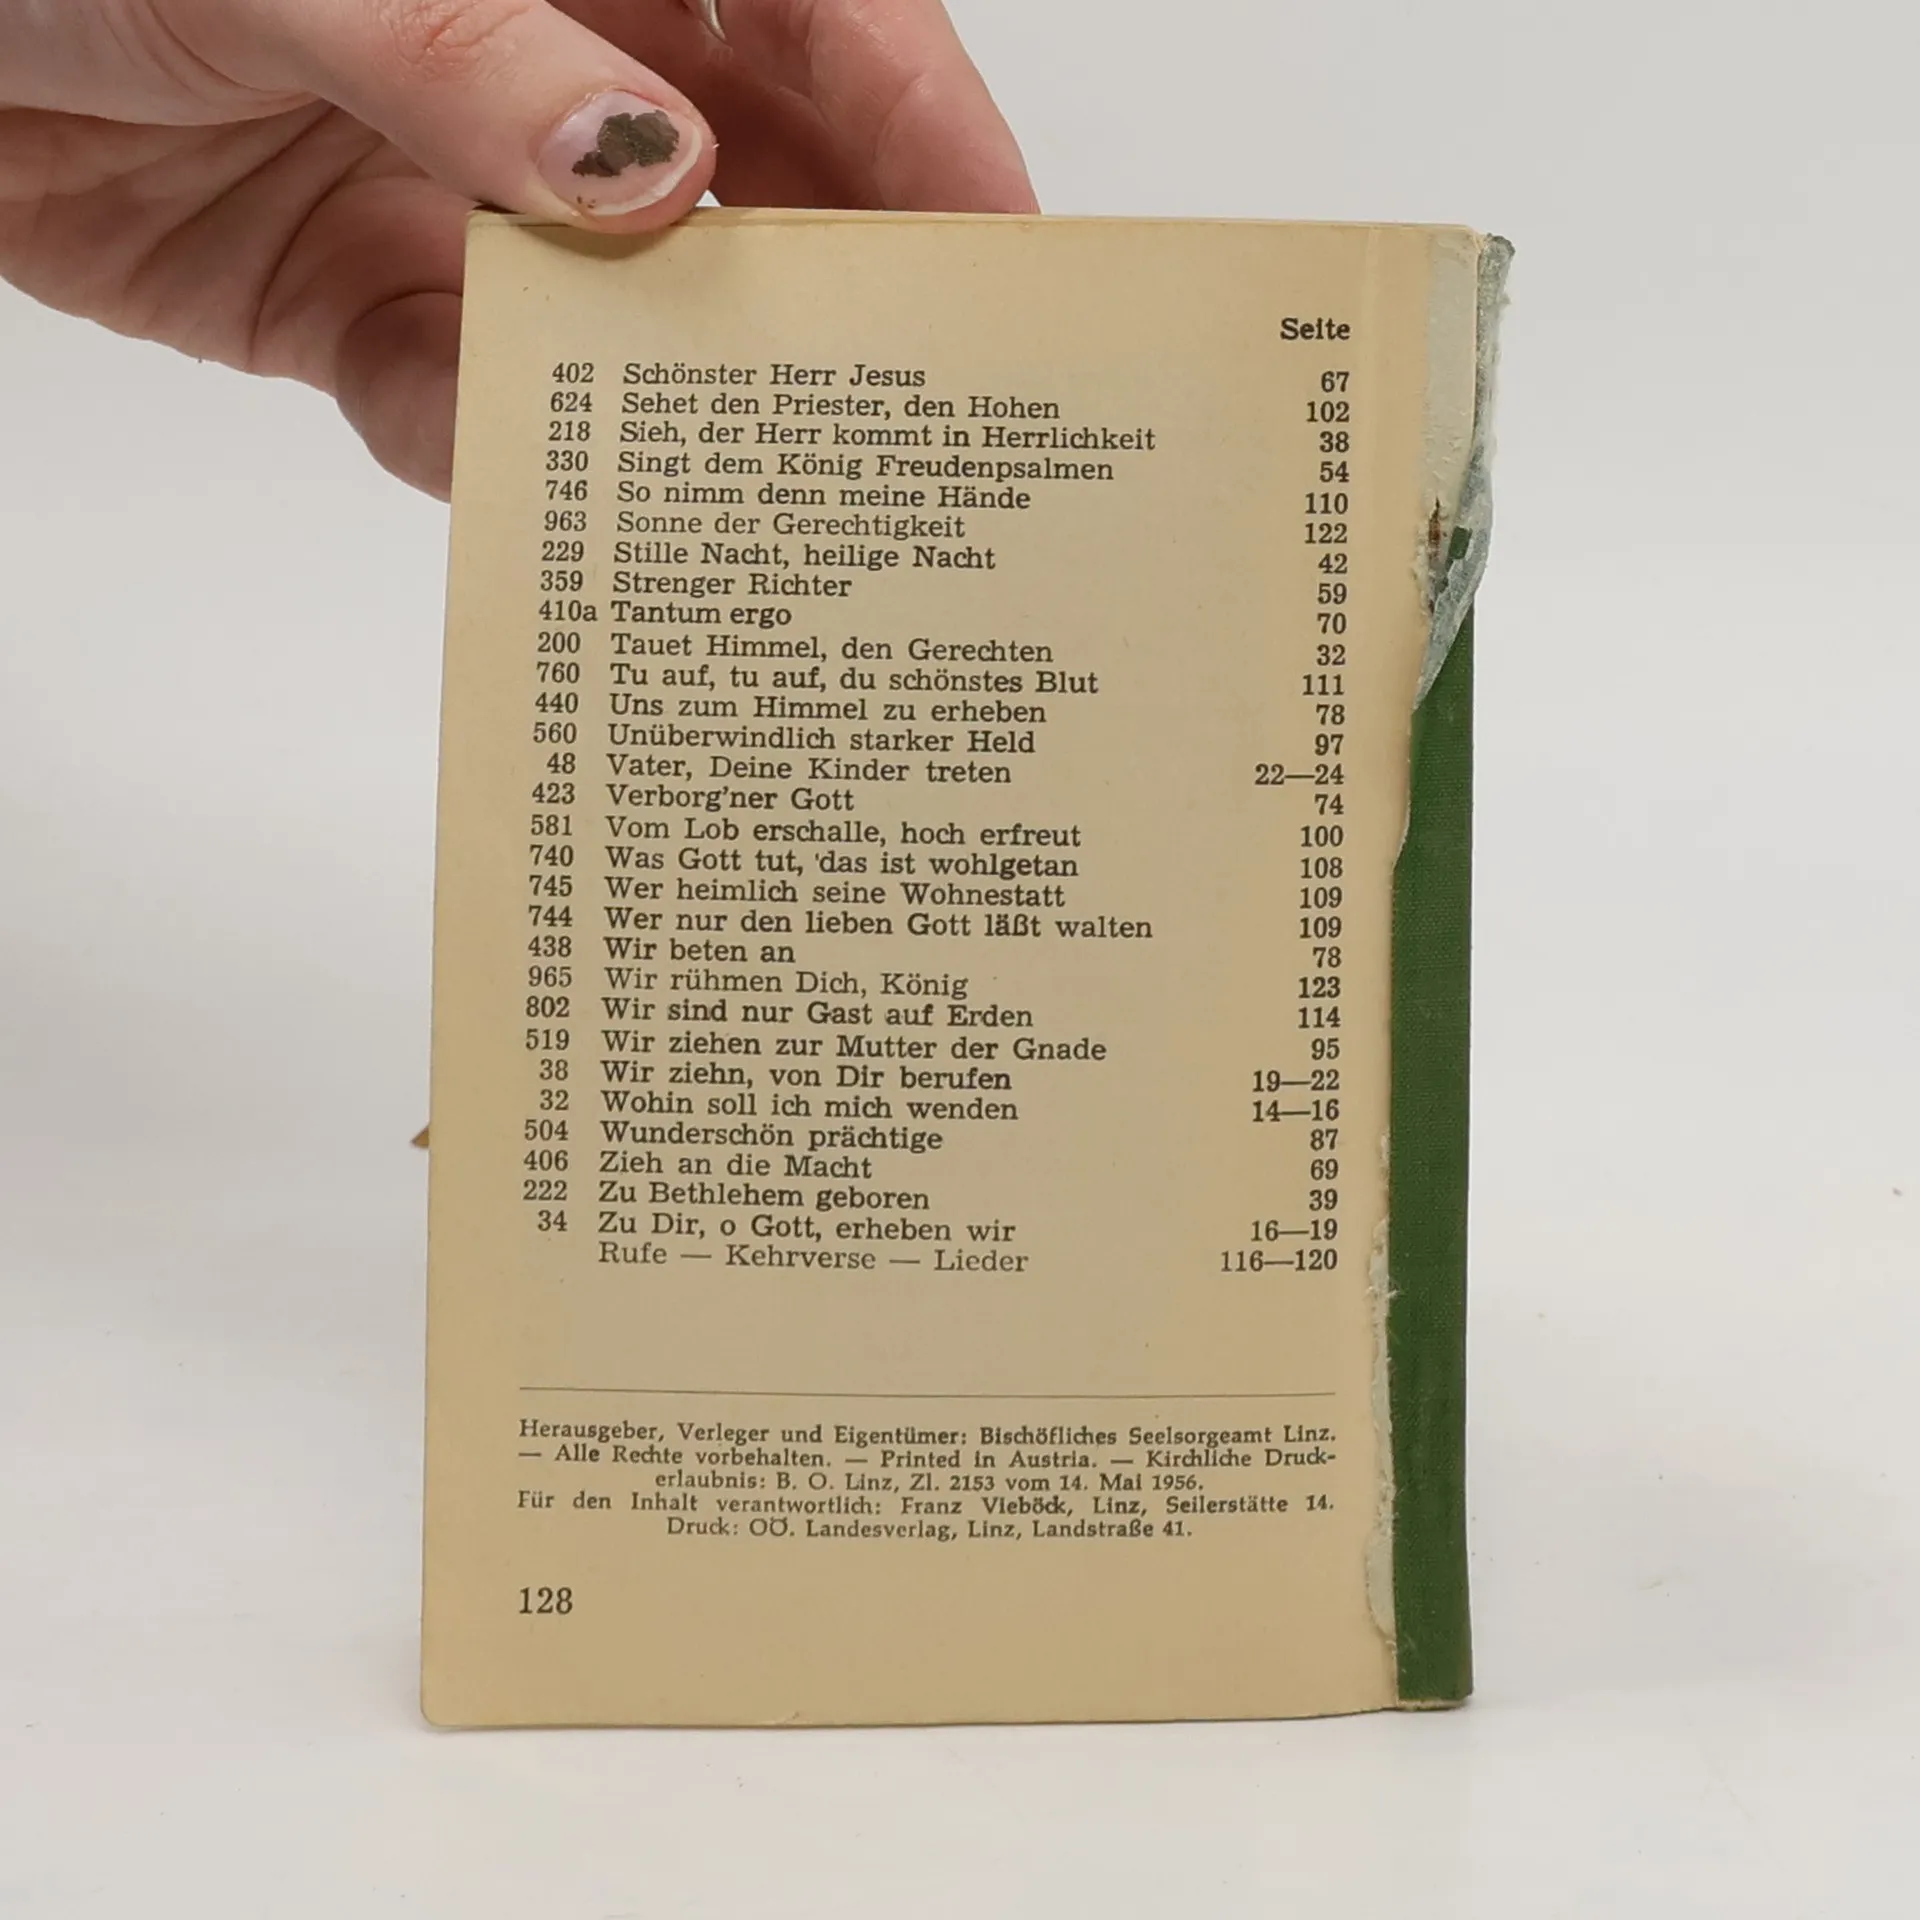 Seite
402 Schönster Herr Jesus 67
624 Sehet den Priester, den Hohen 102
218 Sieh, der Herr kommt in Herrlichkeit 38
330 Singt dem König Freudenpsalmen 54
746 So nimm denn meine Hände 110
963 Sonne der Gerechtigkeit 122
229 Stille Nacht, heilige Nacht 42
359 Strenger Richter 59
410a Tantum ergo 70
200 Tauet Himmel, den Gerechten 32
760 Tu auf, tu auf, du schönstes Blut 111
440 Uns zum Himmel zu erheben 78
560 Unüberwindlich starker Held 97
48 Vater, Deine Kinder treten 22—24
423 Verborg'ner Gott 74
581 Vom Lob erschalle, hoch erfreut 100
740 Was Gott tut, 'das ist wohlgetan 108
745 Wer heimlich seine Wohnestatt 109
744 Wer nur den lieben Gott läßt walten 109
438 Wir beten an 78
965 Wir rühmen Dich, König 123
802 Wir sind nur Gast auf Erden 114
519 Wir ziehen zur Mutter der Gnade 95
38 Wir ziehn, von Dir berufen 19—22
32 Wohin soll ich mich wenden 14—16
504 Wunderschön prächtige 87
406 Zieh an die Macht 69
222 Zu Bethlehem geboren 39
34 Zu Dir, o Gott, erheben wir 16—19
Rufe — Kehrverse — Lieder 116—120
Herausgeber, Verleger und Eigentümer: Bischöfliches Seelsorgeamt Linz.
— Alle Rechte vorbehalten. — Printed in Austria. — Kirchliche Druck-
erlaubnis: B. O. Linz, Zl. 2153 vom 14. Mai 1956.
Für den Inhalt verantwortlich: Franz Vieböck, Linz, Seilerstätte 14.
Druck: OÖ. Landesverlag, Linz, Landstraße 41.
128